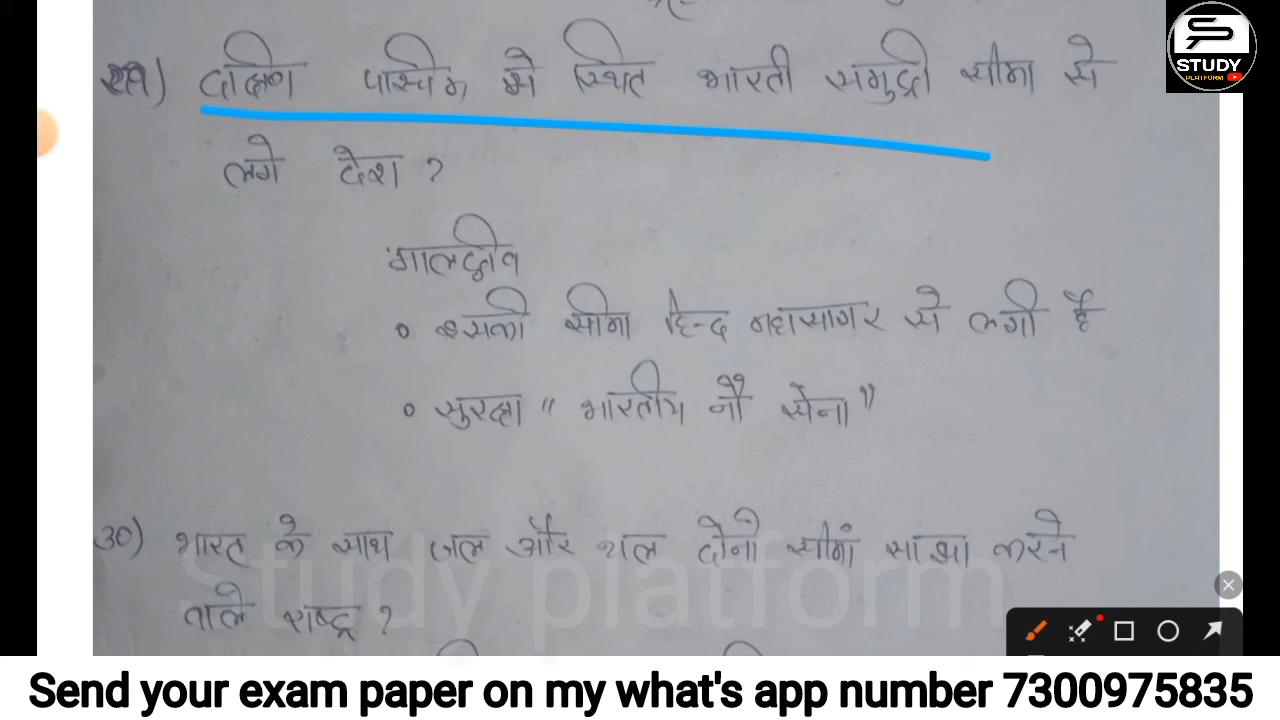 29) दक्षिण पश्चिम मे स्थित भारती समुद्री सीमा से
लगे देश ?
मालद्वीव
० इसकी सीमा हिन्द महासागर से लगी है
० सुरक्षा " भारतीय नौ सेना "
30) भारत के साथ जल और थल दोनो सीमां साझा करने
वाले राष्ट्र ?
Study platform
STUDY
PLATFORM
Send your exam paper on my what's app number 7300975835